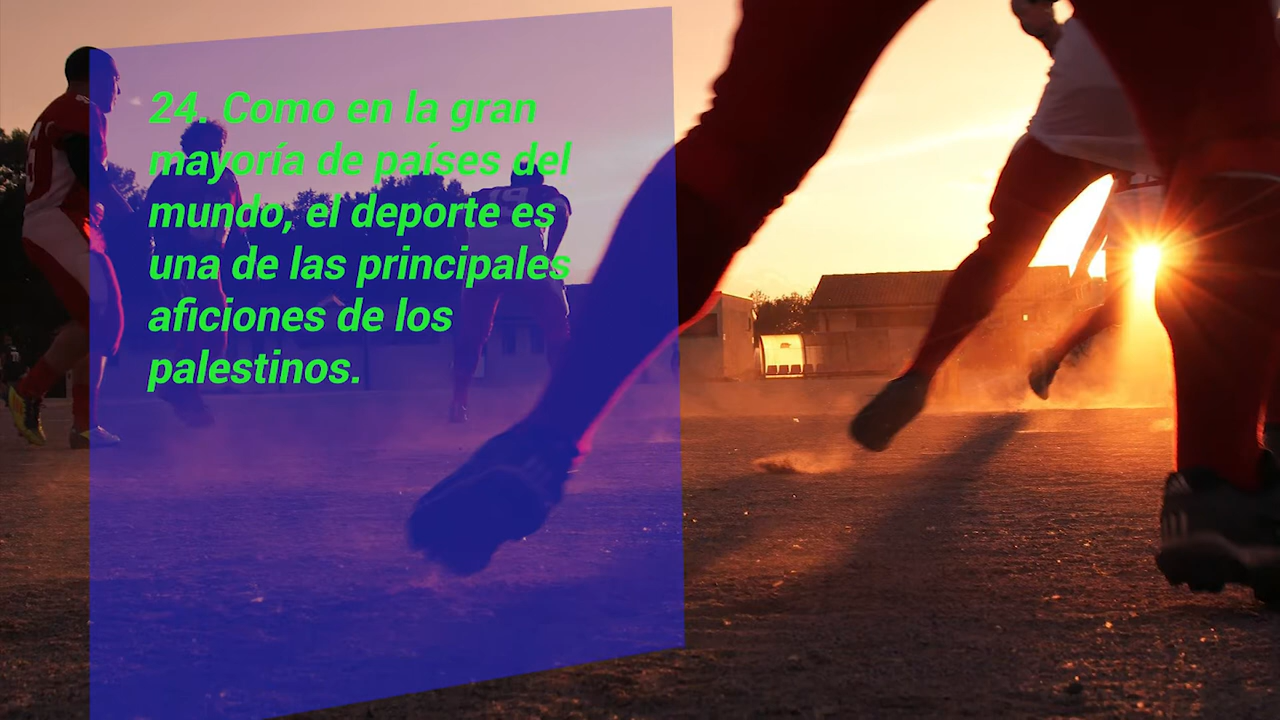 24. Como en la gran
mayoría de países del
mundo, el deporte es
una de las principales
aficiones de los
palestinos.
19